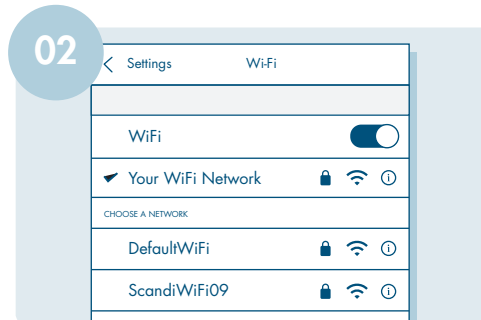 02
Settings Wi-Fi
WiFi
Your WiFi Network
CHOOSE A NETWORK
DefaultWiFi
ScandiWiFi09